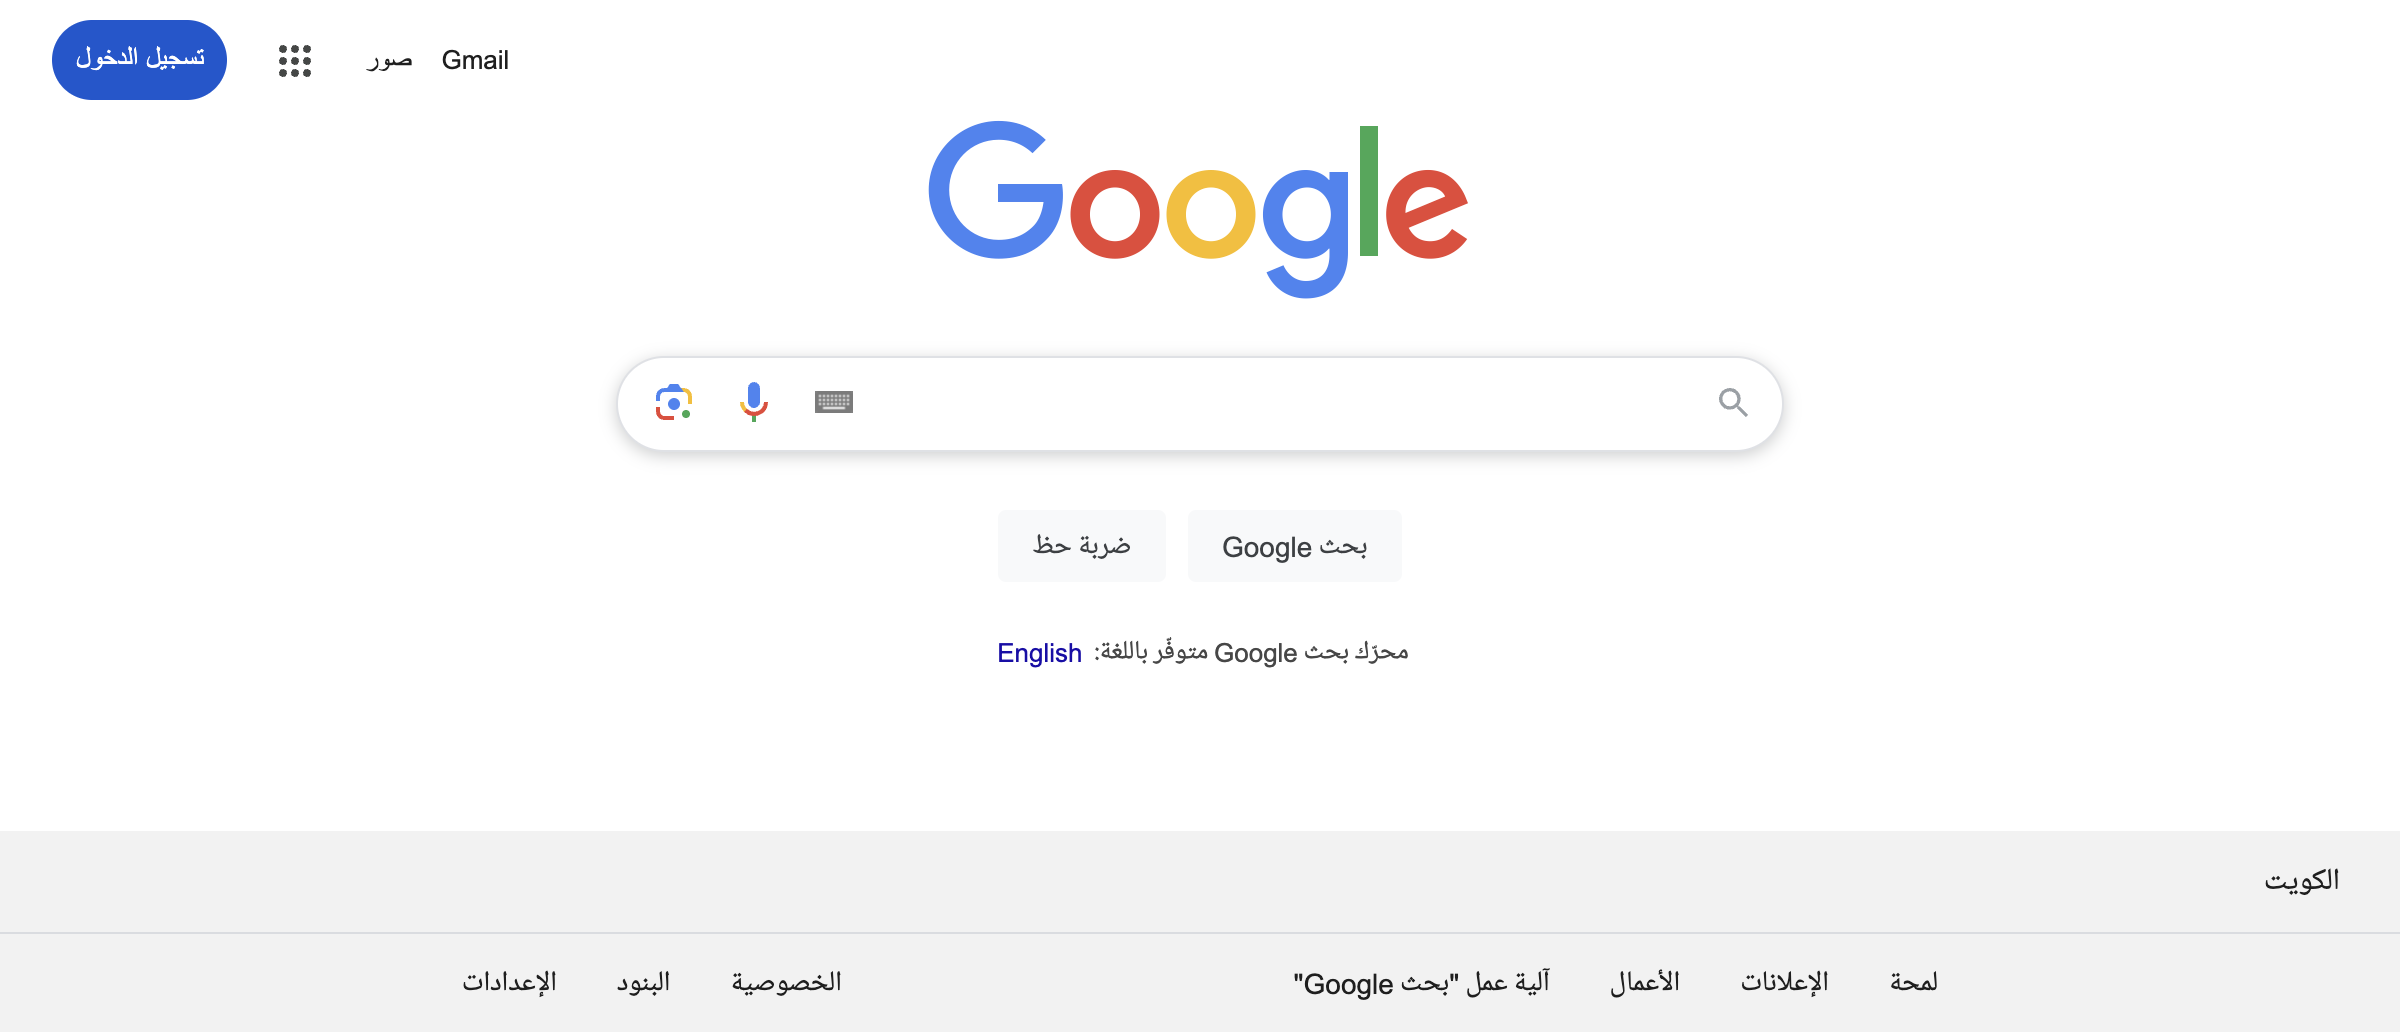 Gmail صور تسجيل الدخول
Google
بحث Google ضربة حظ
محرّك بحث Google متوفّر باللغة: English
الكويت
لمحة الإعلانات الأعمال آلية عمل "بحث Google" الخصوصية البنود الإعدادات